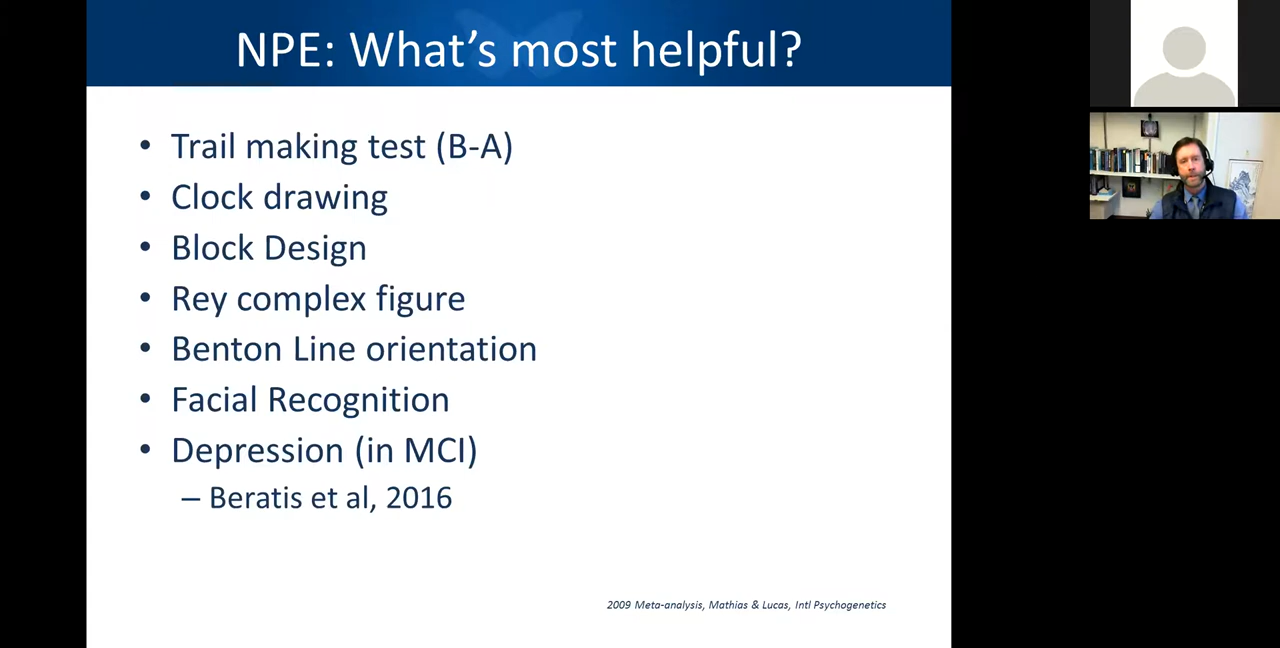 NPE: What's most helpful?
• Trail making test (B-A)
• Clock drawing
• Block Design
• Rey complex figure
• Benton Line orientation
• Facial Recognition
• Depression (in MCI)
– Beratis et al, 2016
2009 Meta-analysis, Mathias & Lucas, Intl Psychogenetics